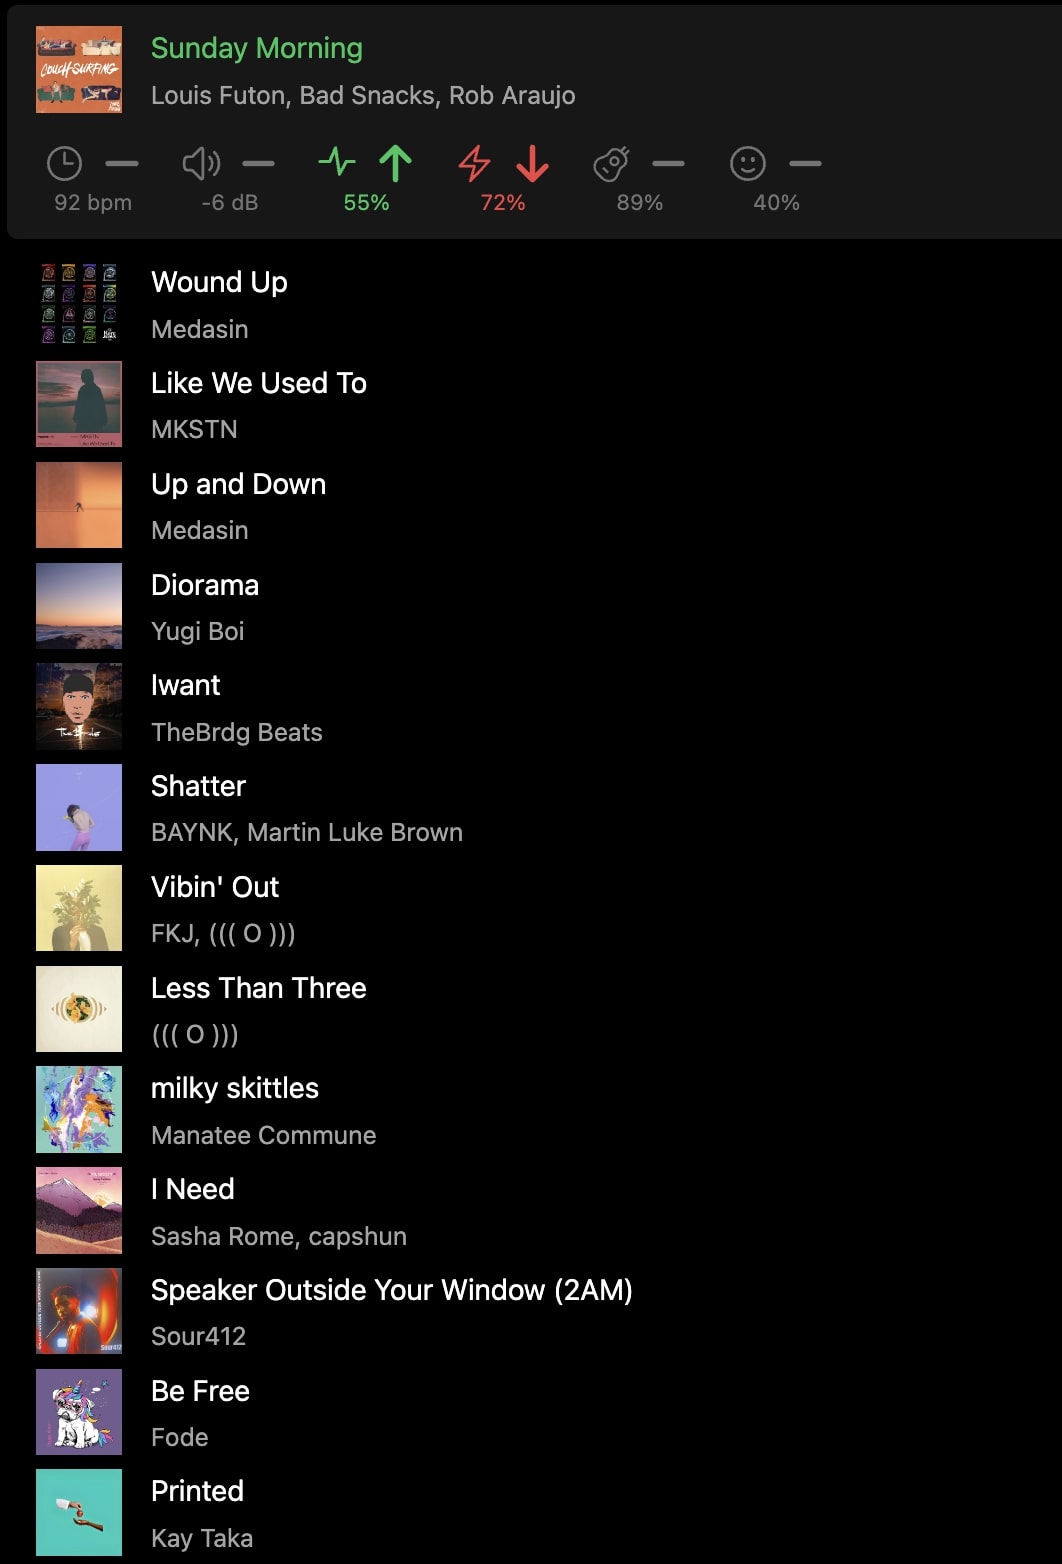 COUCH SURFING
Sunday Morning
Louis Futon, Bad Snacks, Rob Araujo
92 bpm
-6 dB
55%
72%
89%
40%
Wound Up
Medasin
Like We Used To
MKSTN
Up and Down
Medasin
Diorama
Yugi Boi
Iwant
TheBrdg Beats
Shatter
BAYNK, Martin Luke Brown
Vibin' Out
FKJ, ((( O )))
Less Than Three
((( O )))
milky skittles
Manatee Commune
I Need
Sasha Rome, capshun
Speaker Outside Your Window (2AM)
Sour412
Sour412
Be Free
Fode
Printed
Kay Taka